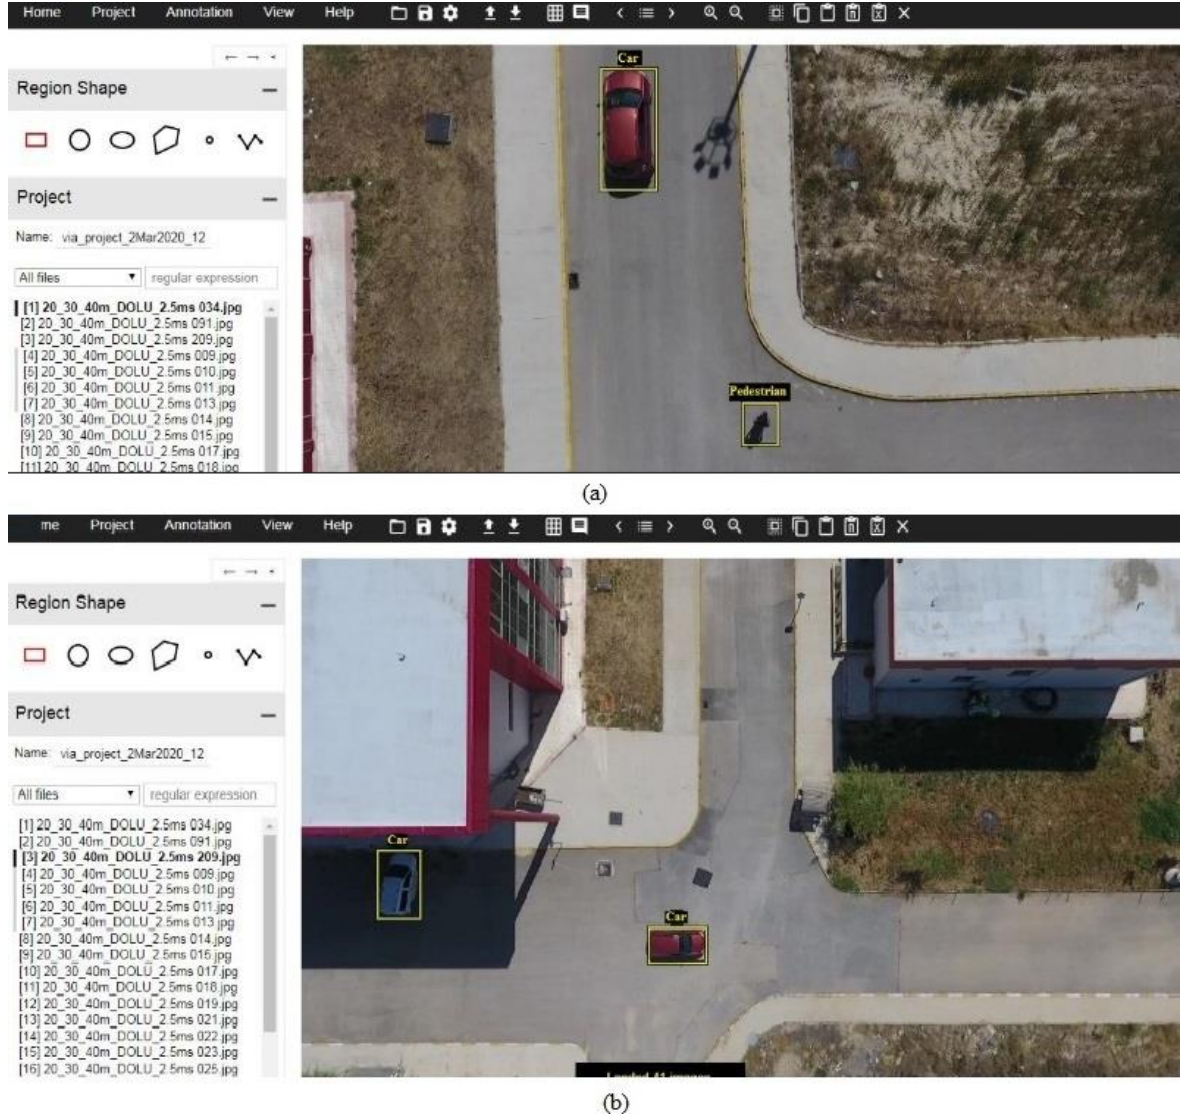 Home Project Annotation View Help
Region Shape
Project
Name: via_project_2Mar2020_12
All files regular expression
[1] 20_30_40m_DOLU_2.5ms 034.jpg
[2] 20_30_40m_DOLU_2.5ms 091.jpg
[3] 20_30_40m_DOLU_2.5ms 209.jpg
[4] 20_30_40m_DOLU_2.5ms 009.jpg
[5] 20_30_40m_DOLU_2.5ms 010.jpg
[6] 20_30_40m_DOLU_2.5ms 011.jpg
[7] 20_30_40m_DOLU_2.5ms 013.jpg
[8] 20_30_40m_DOLU_2.5ms 014.jpg
[9] 20_30_40m_DOLU_2.5ms 015.jpg
[10] 20_30_40m_DOLU_2.5ms 017.jpg
[11] 20_30_40m_DOLU_2.5ms 018.jpg
Car
Pedestrian
(a)
me Project Annotation View Help
Region Shape
Project
Name: via_project_2Mar2020_12
All files regular expression
[1] 20_30_40m_DOLU_2.5ms 034.jpg
[2] 20_30_40m_DOLU_2.5ms 091.jpg
[3] 20_30_40m_DOLU_2.5ms 209.jpg
[4] 20_30_40m_DOLU_2.5ms 009.jpg
[5] 20_30_40m_DOLU_2.5ms 010.jpg
[6] 20_30_40m_DOLU_2.5ms 011.jpg
[7] 20_30_40m_DOLU_2.5ms 013.jpg
[8] 20_30_40m_DOLU_2.5ms 014.jpg
[9] 20_30_40m_DOLU_2.5ms 015.jpg
[10] 20_30_40m_DOLU_2.5ms 017.jpg
[11] 20_30_40m_DOLU_2.5ms 018.jpg
[12] 20_30_40m_DOLU_2.5ms 019.jpg
[13] 20_30_40m_DOLU_2.5ms 021.jpg
[14] 20_30_40m_DOLU_2.5ms 022.jpg
[15] 20_30_40m_DOLU_2.5ms 023.jpg
[16] 20_30_40m_DOLU_2.5ms 025.jpg
Car
Car
Loaded 41 images
(b)